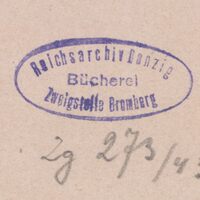 Reichsarchiv Danzig
Bücherei
Zweigstelle Bromberg
Zg 273/43